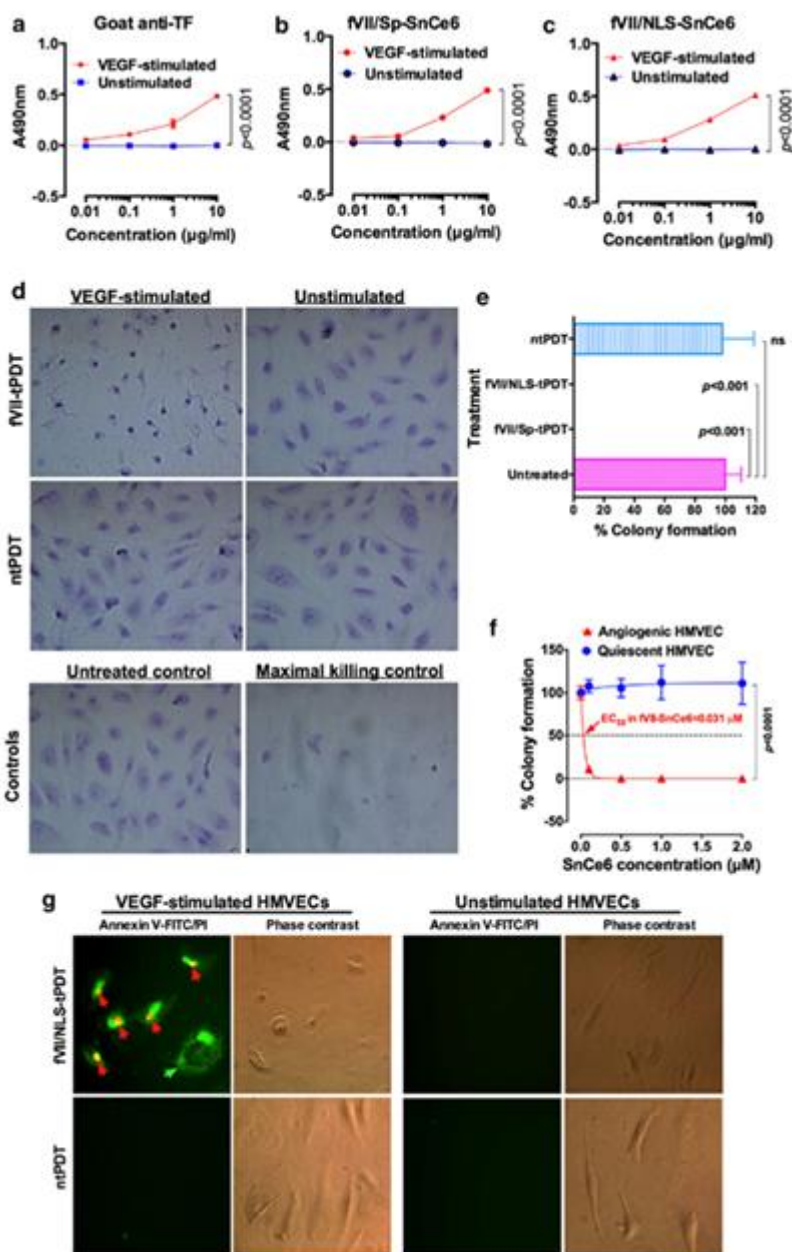 a
Goat anti-TF
VEGF-stimulated
Unstimulated
A490nm
1.0
0.5
0.0
-0.5
0.01 0.1 1 10
Concentration (µg/ml)
p<0.0001
b
fVII/Sp-SnCe6
VEGF-stimulated
Unstimulated
A490nm
1.0
0.5
0.0
-0.5
0.01 0.1 1 10
Concentration (µg/ml)
p<0.0001
c
fVII/NLS-SnCe6
VEGF-stimulated
Unstimulated
A490nm
1.0
0.5
0.0
-0.5
0.01 0.1 1 10
Concentration (µg/ml)
p<0.0001
d
VEGF-stimulated Unstimulated
fVII-tPDT
ntPDT
Untreated control Maximal killing control
Controls
e
Treatment
ntPDT
fVII/NLS-tPDT
fVII/Sp-tPDT
Untreated
ns
p<0.001
p<0.001
0 20 40 60 80 100 120
% Colony formation
f
Angiogenic HMVEC
Quiescent HMVEC
% Colony formation
150
100
50
0
-50
EC50 in fVII-SnCe6=0.031 µM
p<0.0001
0.0 0.5 1.0 1.5 2.0
SnCe6 concentration (µM)
g
VEGF-stimulated HMVECs Unstimulated HMVECs
Annexin V-FITC/PI Phase contrast Annexin V-FITC/PI Phase contrast
fVII/NLS-tPDT
ntPDT